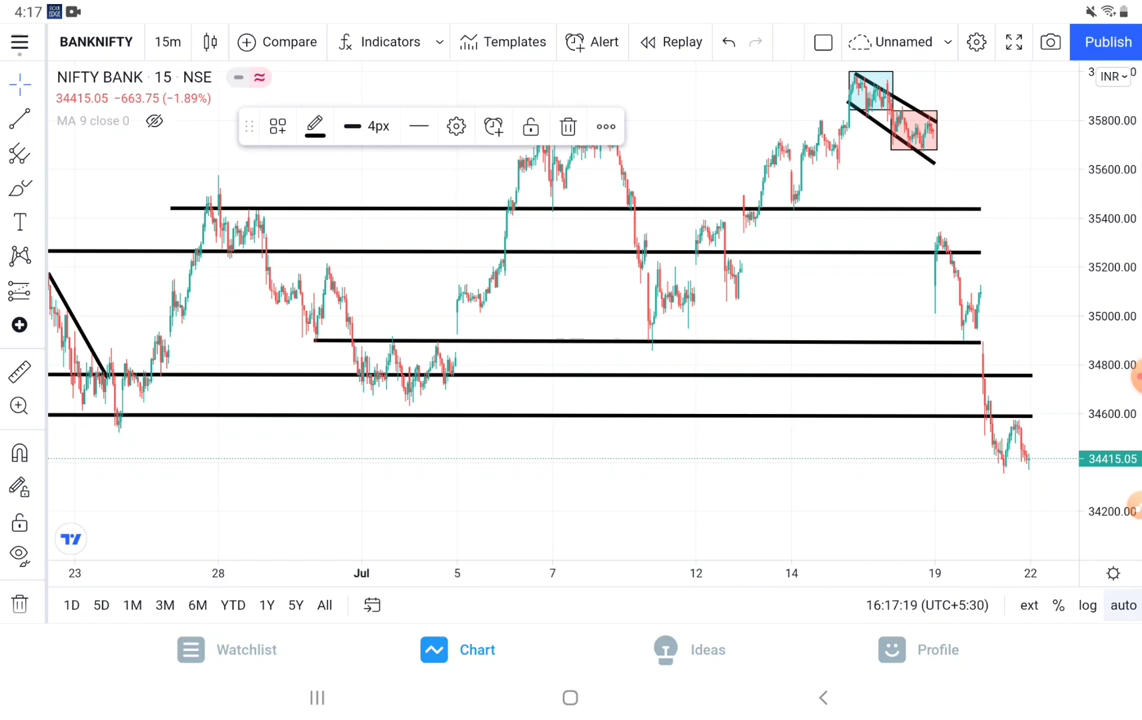 4:17
BANKNIFTY 15m Compare Indicators Templates Alert Replay Unnamed Publish
NIFTY BANK · 15 · NSE
34415.05 −663.75 (−1.89%)
MA 9 close 0
4px
INR
35800.00
35600.00
35400.00
35200.00
35000.00
34800.00
34600.00
34415.05
34200.00
23 28 Jul 5 7 12 14 19 22
1D 5D 1M 3M 6M YTD 1Y 5Y All 16:17:19 (UTC+5:30) ext % log auto
Watchlist Chart Ideas Profile